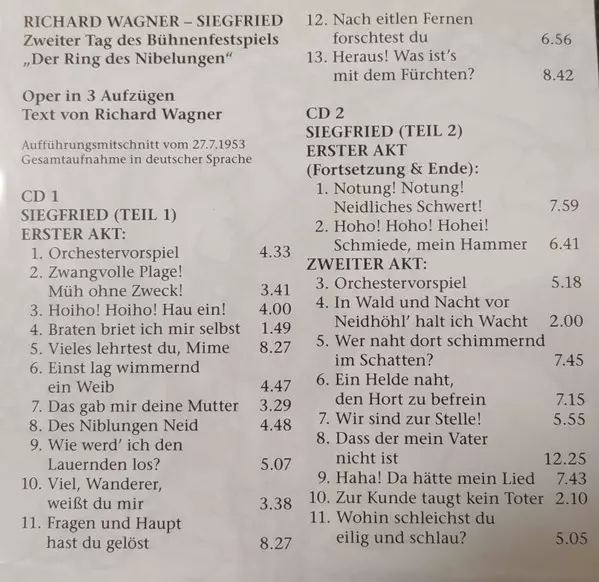 RICHARD WAGNER – SIEGFRIED
Zweiter Tag des Bühnenfestspiels
„Der Ring des Nibelungen“
Oper in 3 Aufzügen
Text von Richard Wagner
Aufführungsmitschnitt vom 27.7.1953
Gesamtaufnahme in deutscher Sprache
CD 1
SIEGFRIED (TEIL 1)
ERSTER AKT:
1. Orchestervorspiel 4.33
2. Zwangvolle Plage!
Müh ohne Zweck! 3.41
3. Hoiho! Hoiho! Hau ein! 4.00
4. Braten briet ich mir selbst 1.49
5. Vieles lehrtest du, Mime 8.27
6. Einst lag wimmernd
ein Weib 4.47
7. Das gab mir deine Mutter 3.29
8. Des Niblungen Neid 4.48
9. Wie werd’ ich den
Lauernden los? 5.07
10. Viel, Wanderer,
weißt du mir 3.38
11. Fragen und Haupt
hast du gelöst 8.27
12. Nach eitlen Fernen
forschtest du 6.56
13. Heraus! Was ist’s
mit dem Fürchten? 8.42
CD 2
SIEGFRIED (TEIL 2)
ERSTER AKT
(Fortsetzung & Ende):
1. Notung! Notung!
Neidliches Schwert! 7.59
2. Hoho! Hoho! Hohei!
Schmiede, mein Hammer 6.41
ZWEITER AKT:
3. Orchestervorspiel 5.18
4. In Wald und Nacht vor
Neidhöhl’ halt ich Wacht 2.00
5. Wer naht dort schimmernd
im Schatten? 7.45
6. Ein Helde naht,
den Hort zu befrein 7.15
7. Wir sind zur Stelle! 5.55
8. Dass der mein Vater
nicht ist 12.25
9. Haha! Da hätte mein Lied 7.43
10. Zur Kunde taugt kein Toter 2.10
11. Wohin schleichst du
eilig und schlau? 5.05